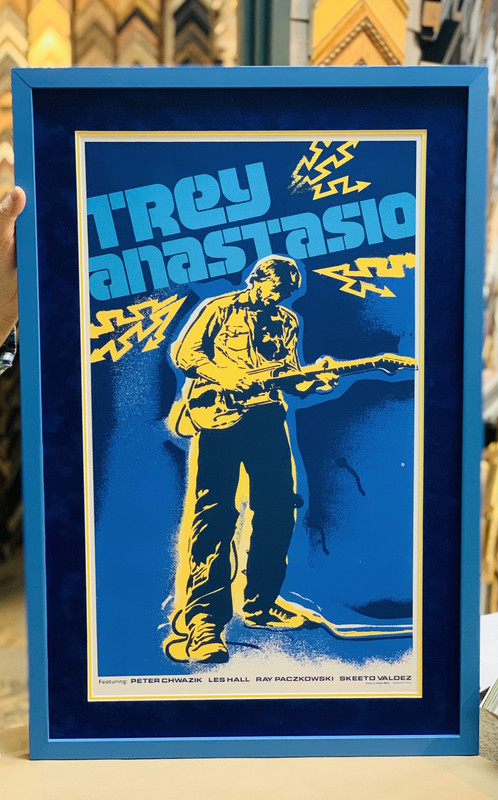 TRey
anasTasIO
Featuring: PETER CHWAZIK LES HALL RAY PACZKOWSKI SKEETO VALDEZ